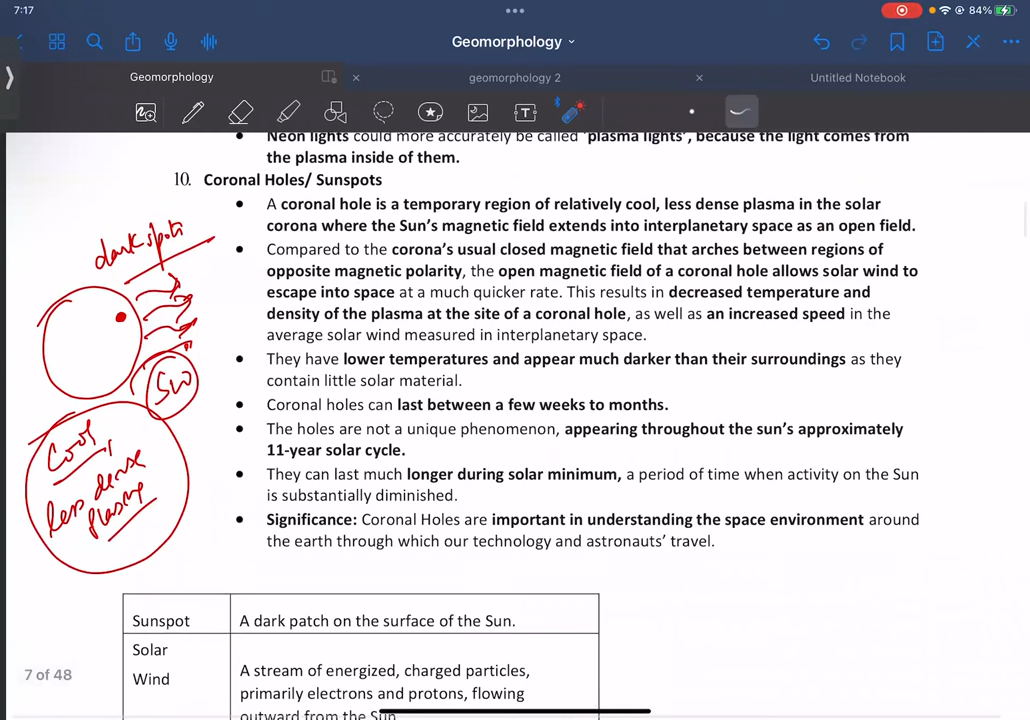 7:17
84%
Geomorphology
Geomorphology
geomorphology 2
Untitled Notebook
Neon lights could more accurately be called 'plasma lights', because the light comes from
the plasma inside of them.
10. Coronal Holes/ Sunspots
A coronal hole is a temporary region of relatively cool, less dense plasma in the solar
corona where the Sun's magnetic field extends into interplanetary space as an open field.
Compared to the corona's usual closed magnetic field that arches between regions of
opposite magnetic polarity, the open magnetic field of a coronal hole allows solar wind to
escape into space at a much quicker rate. This results in decreased temperature and
density of the plasma at the site of a coronal hole, as well as an increased speed in the
average solar wind measured in interplanetary space.
They have lower temperatures and appear much darker than their surroundings as they
contain little solar material.
Coronal holes can last between a few weeks to months.
The holes are not a unique phenomenon, appearing throughout the sun's approximately
11-year solar cycle.
They can last much longer during solar minimum, a period of time when activity on the Sun
is substantially diminished.
Significance: Coronal Holes are important in understanding the space environment around
the earth through which our technology and astronauts' travel.
dark spots
SW
Cool,
less dense
plasma
Sunspot
A dark patch on the surface of the Sun.
Solar
Wind
A stream of energized, charged particles,
primarily electrons and protons, flowing
outward from the Sun
7 of 48